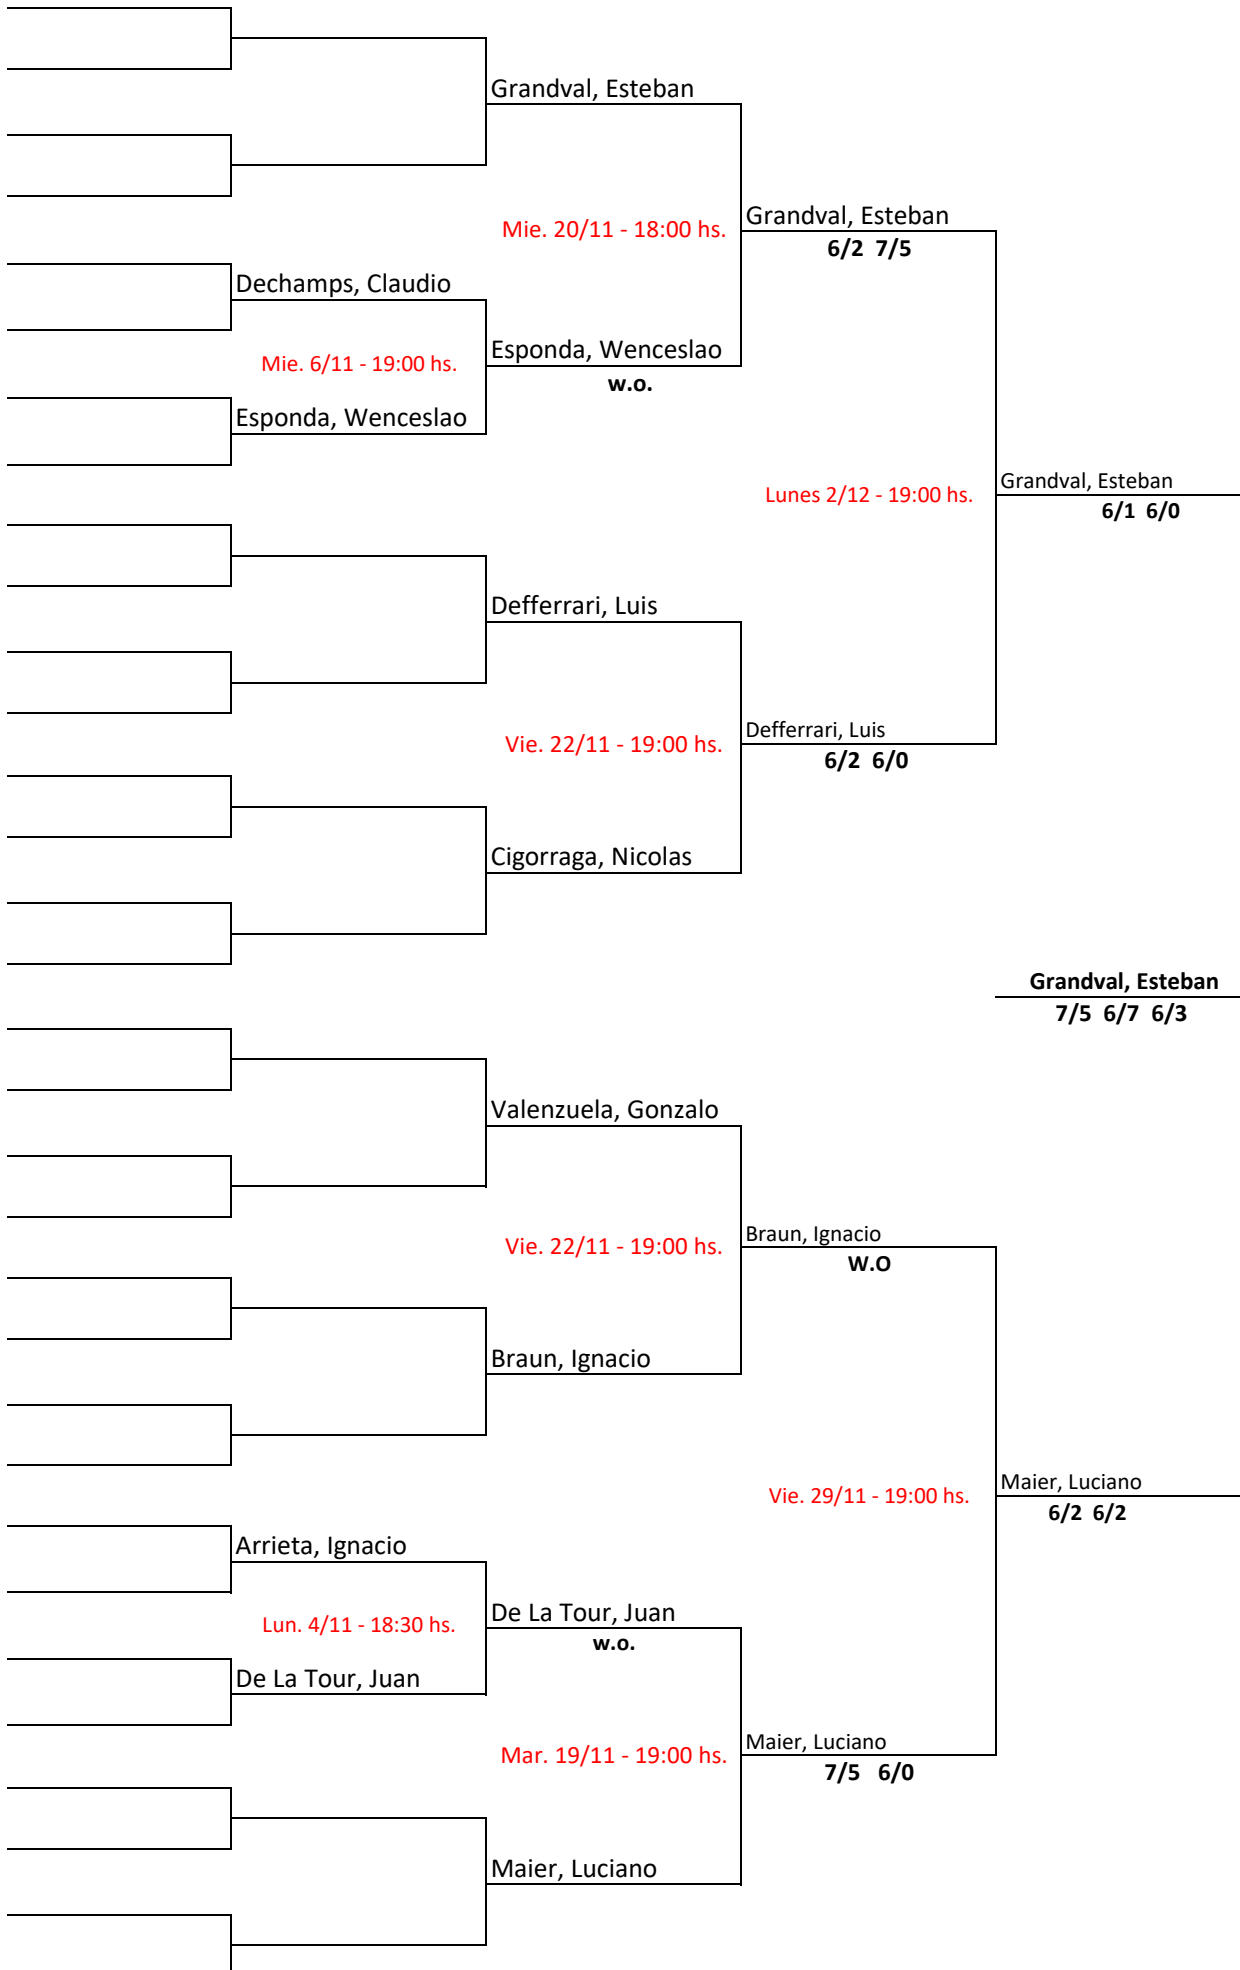 Grandval, Esteban
Mie. 20/11 - 18:00 hs.
Grandval, Esteban
6/2 7/5
Dechamps, Claudio
Mie. 6/11 - 19:00 hs.
Esponda, Wenceslao
w.o.
Esponda, Wenceslao
Lunes 2/12 - 19:00 hs.
Grandval, Esteban
6/1 6/0
Defferrari, Luis
Vie. 22/11 - 19:00 hs.
Defferrari, Luis
6/2 6/0
Cigorraga, Nicolas
Grandval, Esteban
7/5 6/7 6/3
Valenzuela, Gonzalo
Vie. 22/11 - 19:00 hs.
Braun, Ignacio
W.O
Braun, Ignacio
Vie. 29/11 - 19:00 hs.
Maier, Luciano
6/2 6/2
Arrieta, Ignacio
Lun. 4/11 - 18:30 hs.
De La Tour, Juan
w.o.
De La Tour, Juan
Mar. 19/11 - 19:00 hs.
Maier, Luciano
7/5 6/0
Maier, Luciano